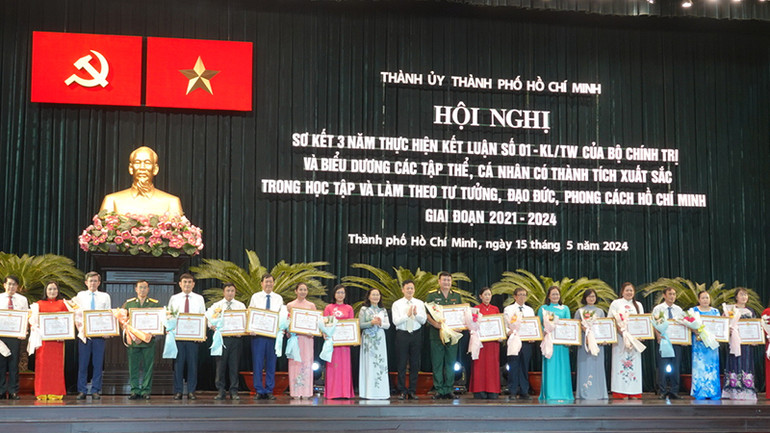 THÀNH ỦY THÀNH PHỐ HỒ CHÍ MINH
HỘI NGHỊ
SƠ KẾT 3 NĂM THỰC HIỆN KẾT LUẬN SỐ 01 - KL/TW CỦA BỘ CHÍNH TRỊ
VÀ BIỂU DƯƠNG CÁC TẬP THỂ, CÁ NHÂN CÓ THÀNH TÍCH XUẤT SẮC
TRONG HỌC TẬP VÀ LÀM THEO TƯ TƯỞNG, ĐẠO ĐỨC, PHONG CÁCH HỒ CHÍ MINH
GIAI ĐOẠN 2021 - 2024
Thành phố Hồ Chí Minh, ngày 15 tháng 5 năm 2024